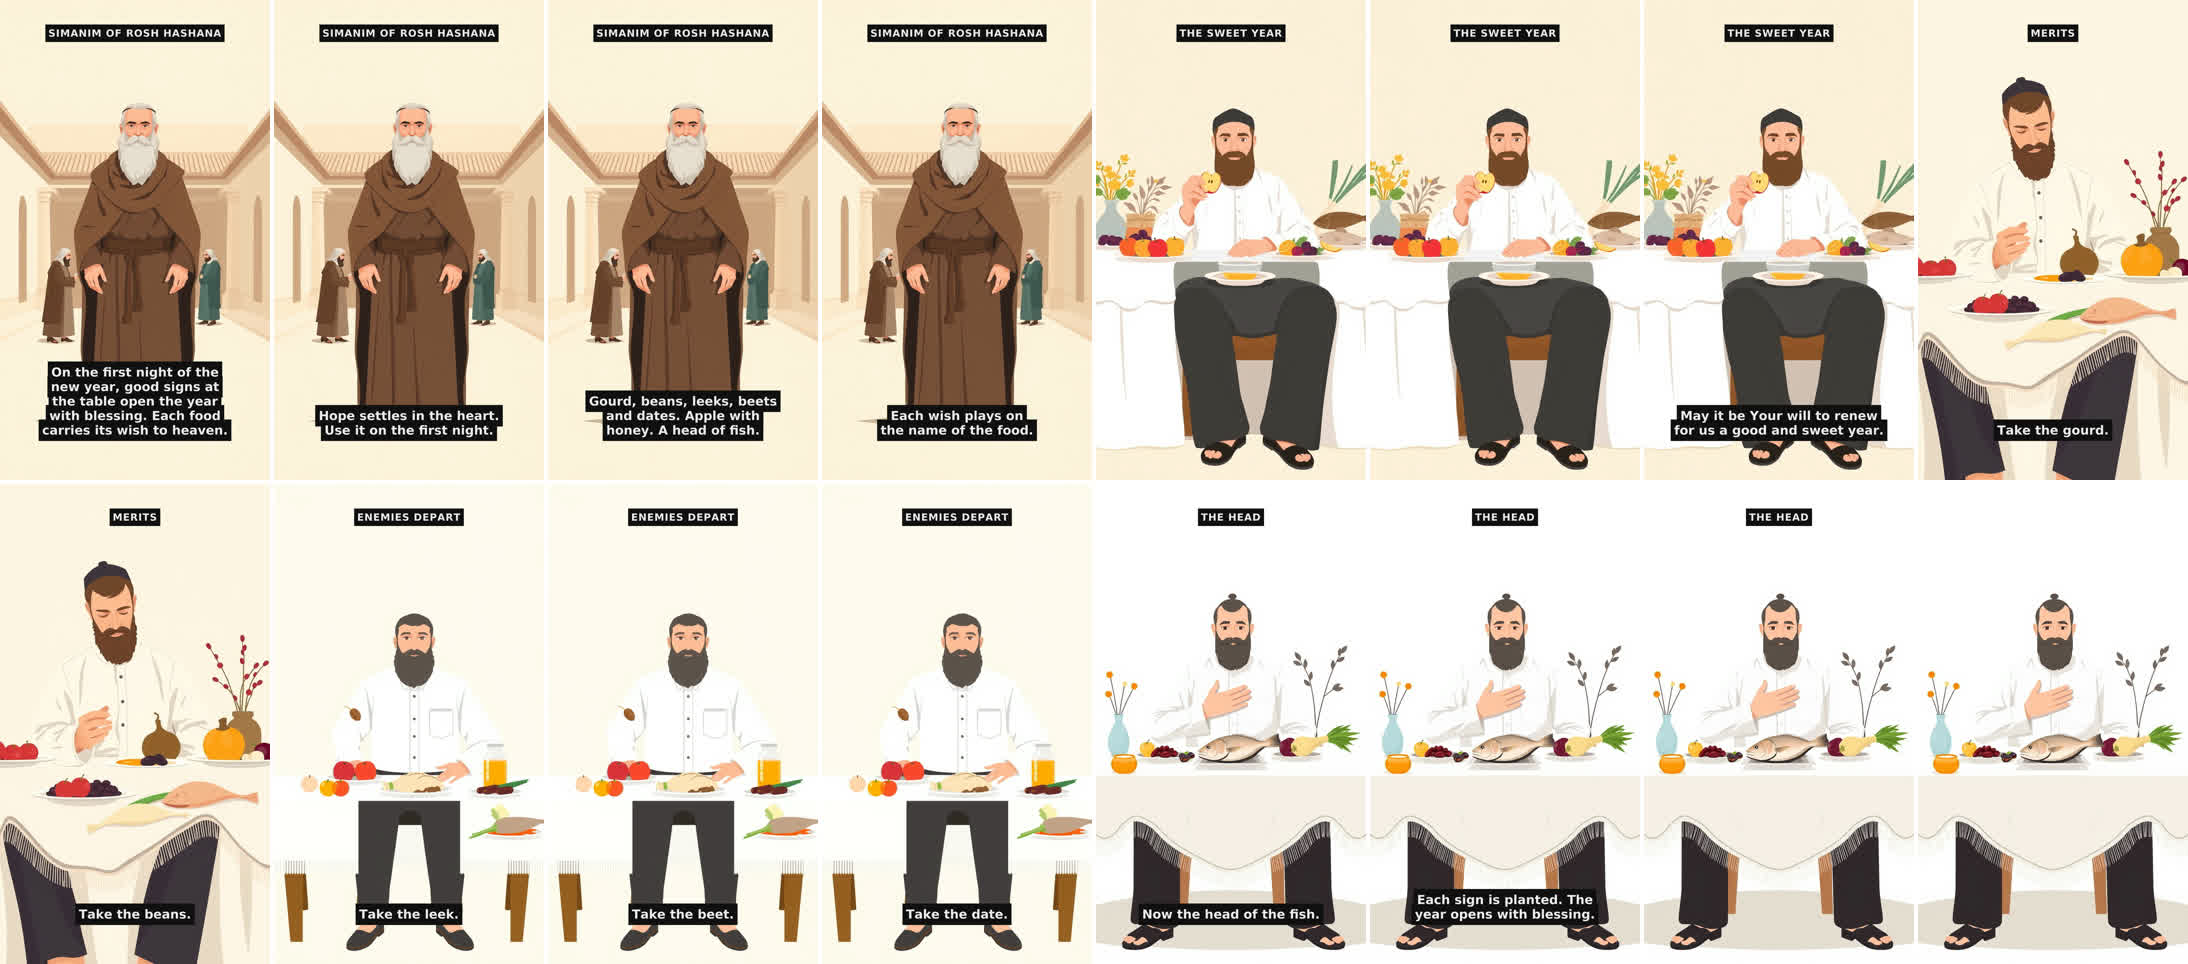 SIMANIM OF ROSH HASHANA
On the first night of the
new year, good signs at
the table open the year
with blessing. Each food
carries its wish to heaven.
SIMANIM OF ROSH HASHANA
Hope settles in the heart.
Use it on the first night.
SIMANIM OF ROSH HASHANA
Gourd, beans, leeks, beets
and dates. Apple with
honey. A head of fish.
SIMANIM OF ROSH HASHANA
Each wish plays on
the name of the food.
THE SWEET YEAR
THE SWEET YEAR
THE SWEET YEAR
May it be Your will to renew
for us a good and sweet year.
MERITS
Take the gourd.
MERITS
Take the beans.
ENEMIES DEPART
Take the leek.
ENEMIES DEPART
Take the beet.
ENEMIES DEPART
Take the date.
THE HEAD
Now the head of the fish.
THE HEAD
Each sign is planted. The
year opens with blessing.
THE HEAD